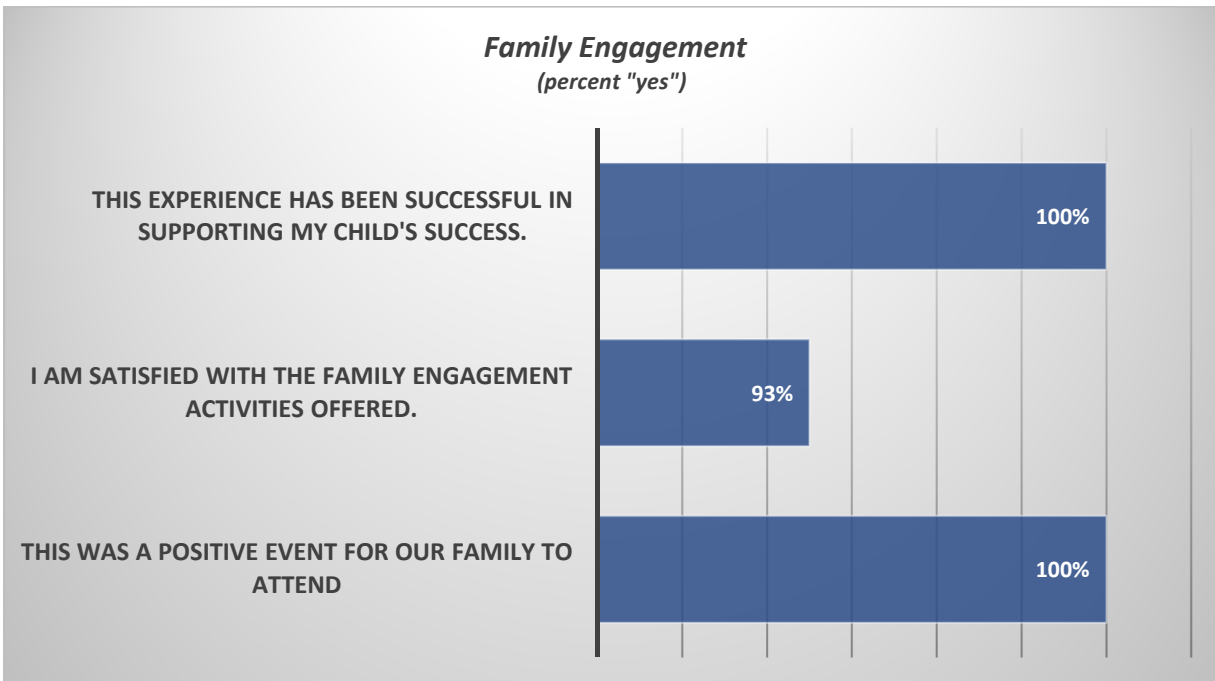 Family Engagement
(percent "yes")
THIS EXPERIENCE HAS BEEN SUCCESSFUL IN
SUPPORTING MY CHILD'S SUCCESS.
100%
I AM SATISFIED WITH THE FAMILY ENGAGEMENT
ACTIVITIES OFFERED.
93%
THIS WAS A POSITIVE EVENT FOR OUR FAMILY TO
ATTEND
100%